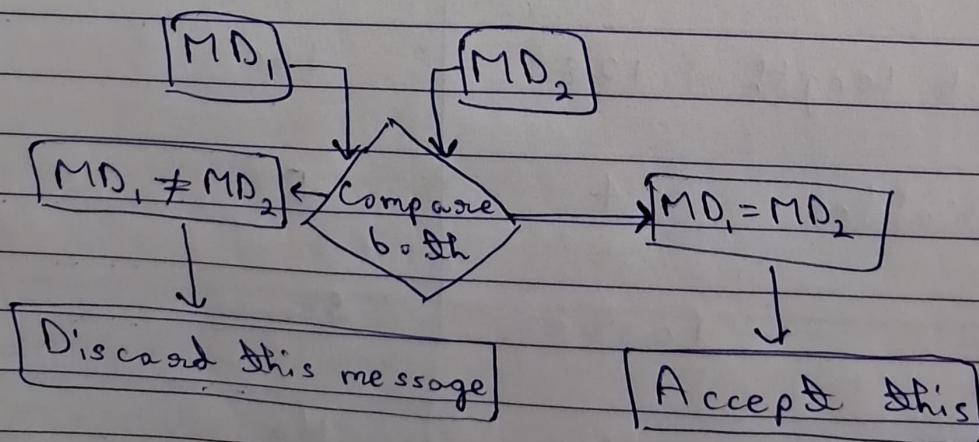 MD₁
MD₂
MD₁ ≠ MD₂
Compare
both
MD₁ = MD₂
Discard this message
Accept this